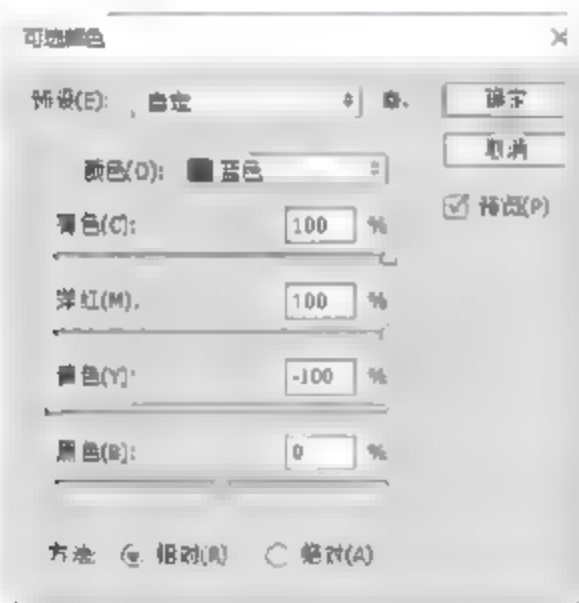 可选颜色
预设(E): 自定
确定
颜色(O): 蓝色
取消
预览(P)
青色(C): 100 %
洋红(M): 100 %
黄色(Y): -100 %
黑色(B): 0 %
方法: 相对(R) 绝对(A)